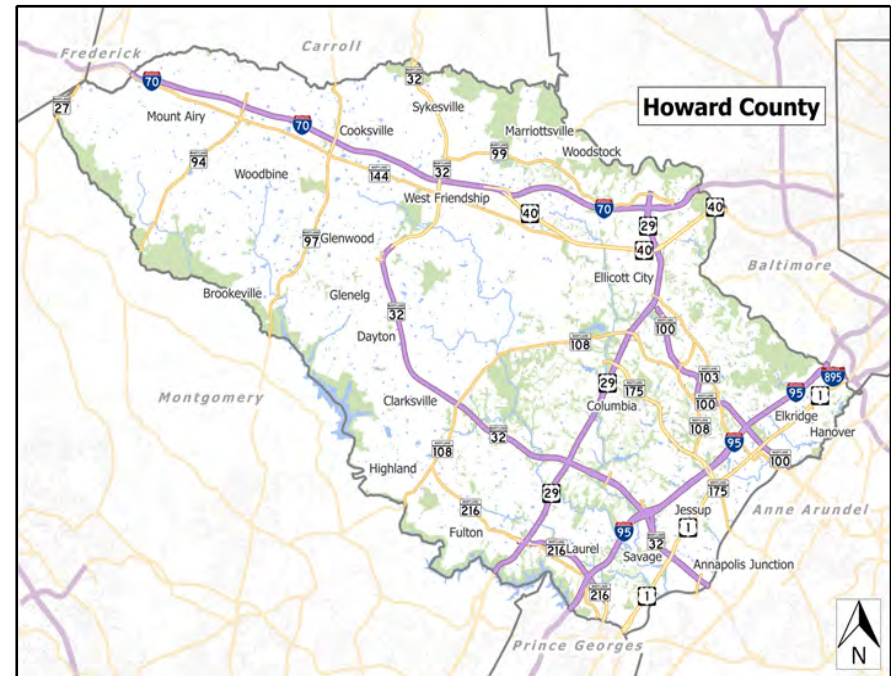 Carroll
Frederick
32
70
27
Sykesville
Howard County
Mount Airy
70
Cooksville
Marriottsville
99
Woodstock
94
144
32
Woodbine
West Friendship
70
40
40
29
97
Glenwood
40
Baltimore
Ellicott City
Brookeville
Glenelg
32
100
Dayton
108
29
103
895
95
175
1
Montgomery
Clarksville
Columbia
100
Elkridge
108
Hanover
32
95
108
100
Highland
175
29
216
Anne Arundel
Jessup
1
Fulton
95
32
216
Laurel
Savage
Annapolis Junction
216
1
Prince Georges
N